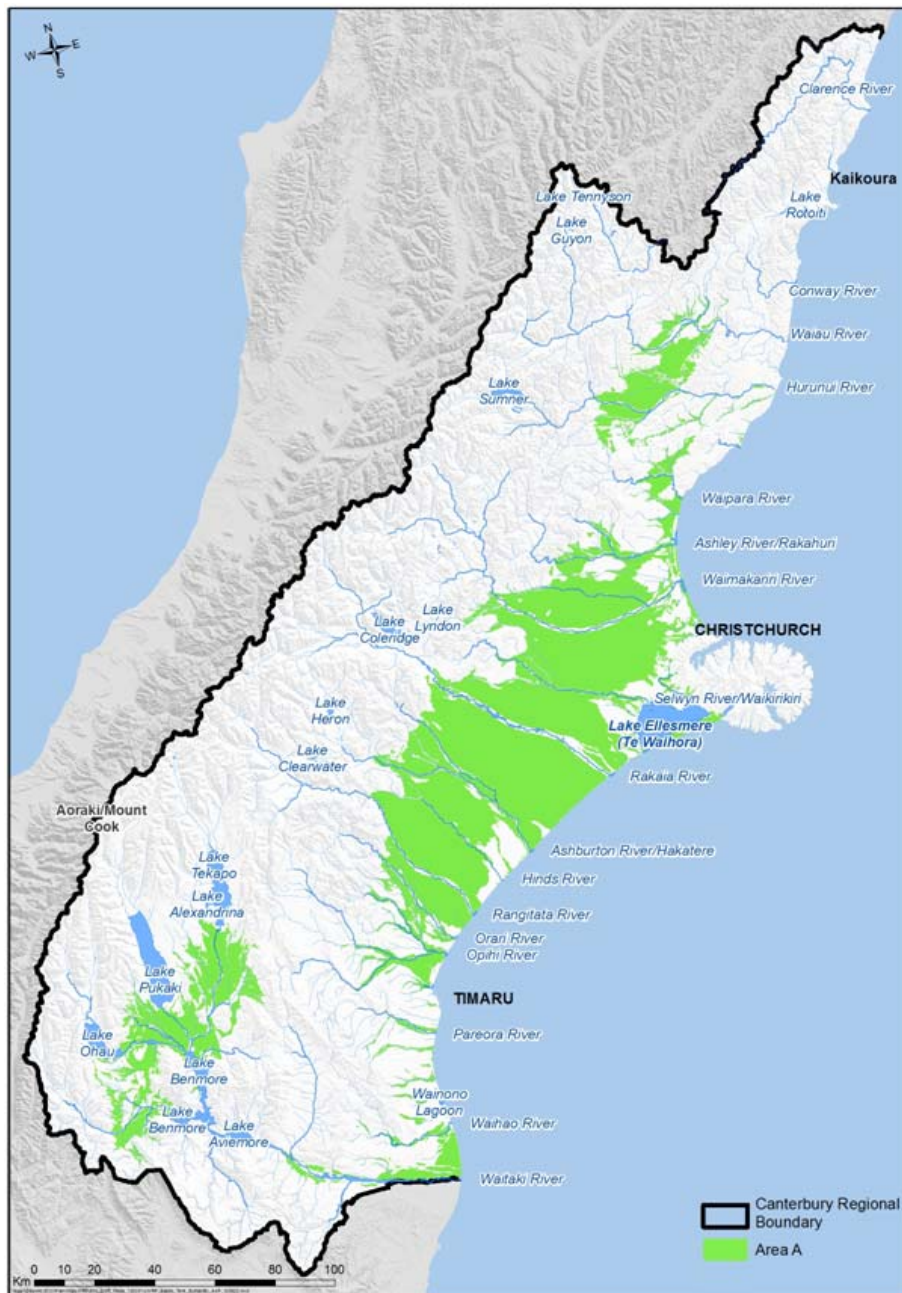 N
W
E
S
Clarence River
Kaikoura
Lake Tennyson
Lake
Rotoiti
Lake
Guyon
Conway River
Waiau River
Lake
Sumner
Hurunui River
Waipara River
Ashley River/Rakahuri
Waimakariri River
Lake
Lyndon
Lake
Coleridge
CHRISTCHURCH
Selwyn River/Waikirikiri
Lake
Heron
Lake Ellesmere
(Te Waihora)
Lake
Clearwater
Rakaia River
Aoraki/Mount
Cook
Lake
Tekapo
Ashburton River/Hakatere
Hinds River
Lake
Alexandrina
Rangitata River
Orari River
Opihi River
Lake
Pukaki
TIMARU
Lake
Ohau
Pareora River
Lake
Benmore
Wainono
Lagoon
Lake
Benmore
Lake
Aviemore
Waihao River
Waitaki River
Canterbury Regional
Boundary
Area A
Km
0 20 40 60 80 100